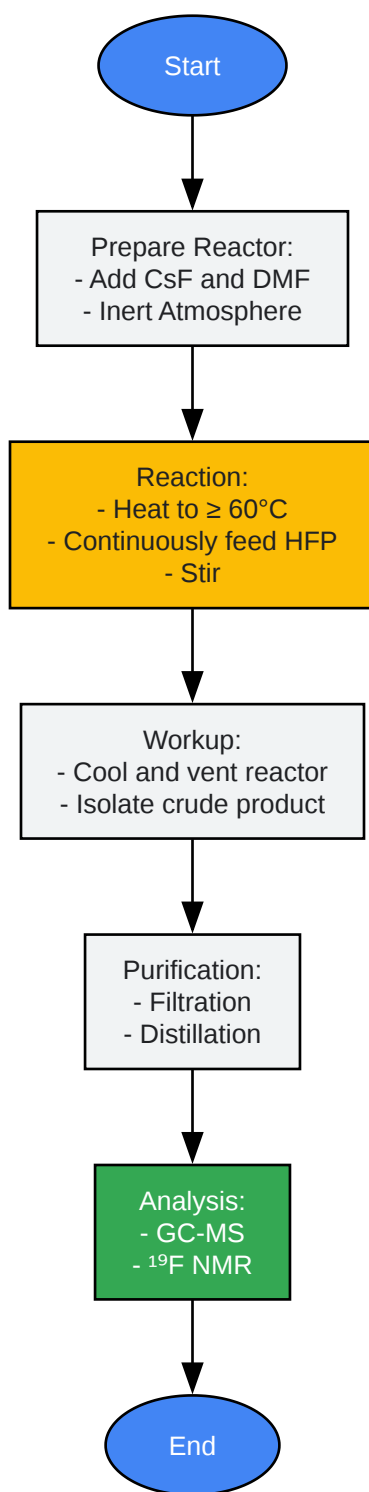 Start
Prepare Reactor:
- Add CsF and DMF
- Inert Atmosphere
Reaction:
- Heat to ≥ 60°C
- Continuously feed HFP
- Stir
Workup:
- Cool and vent reactor
- Isolate crude product
Purification:
- Filtration
- Distillation
Analysis:
- GC-MS
- ¹⁹F NMR
End